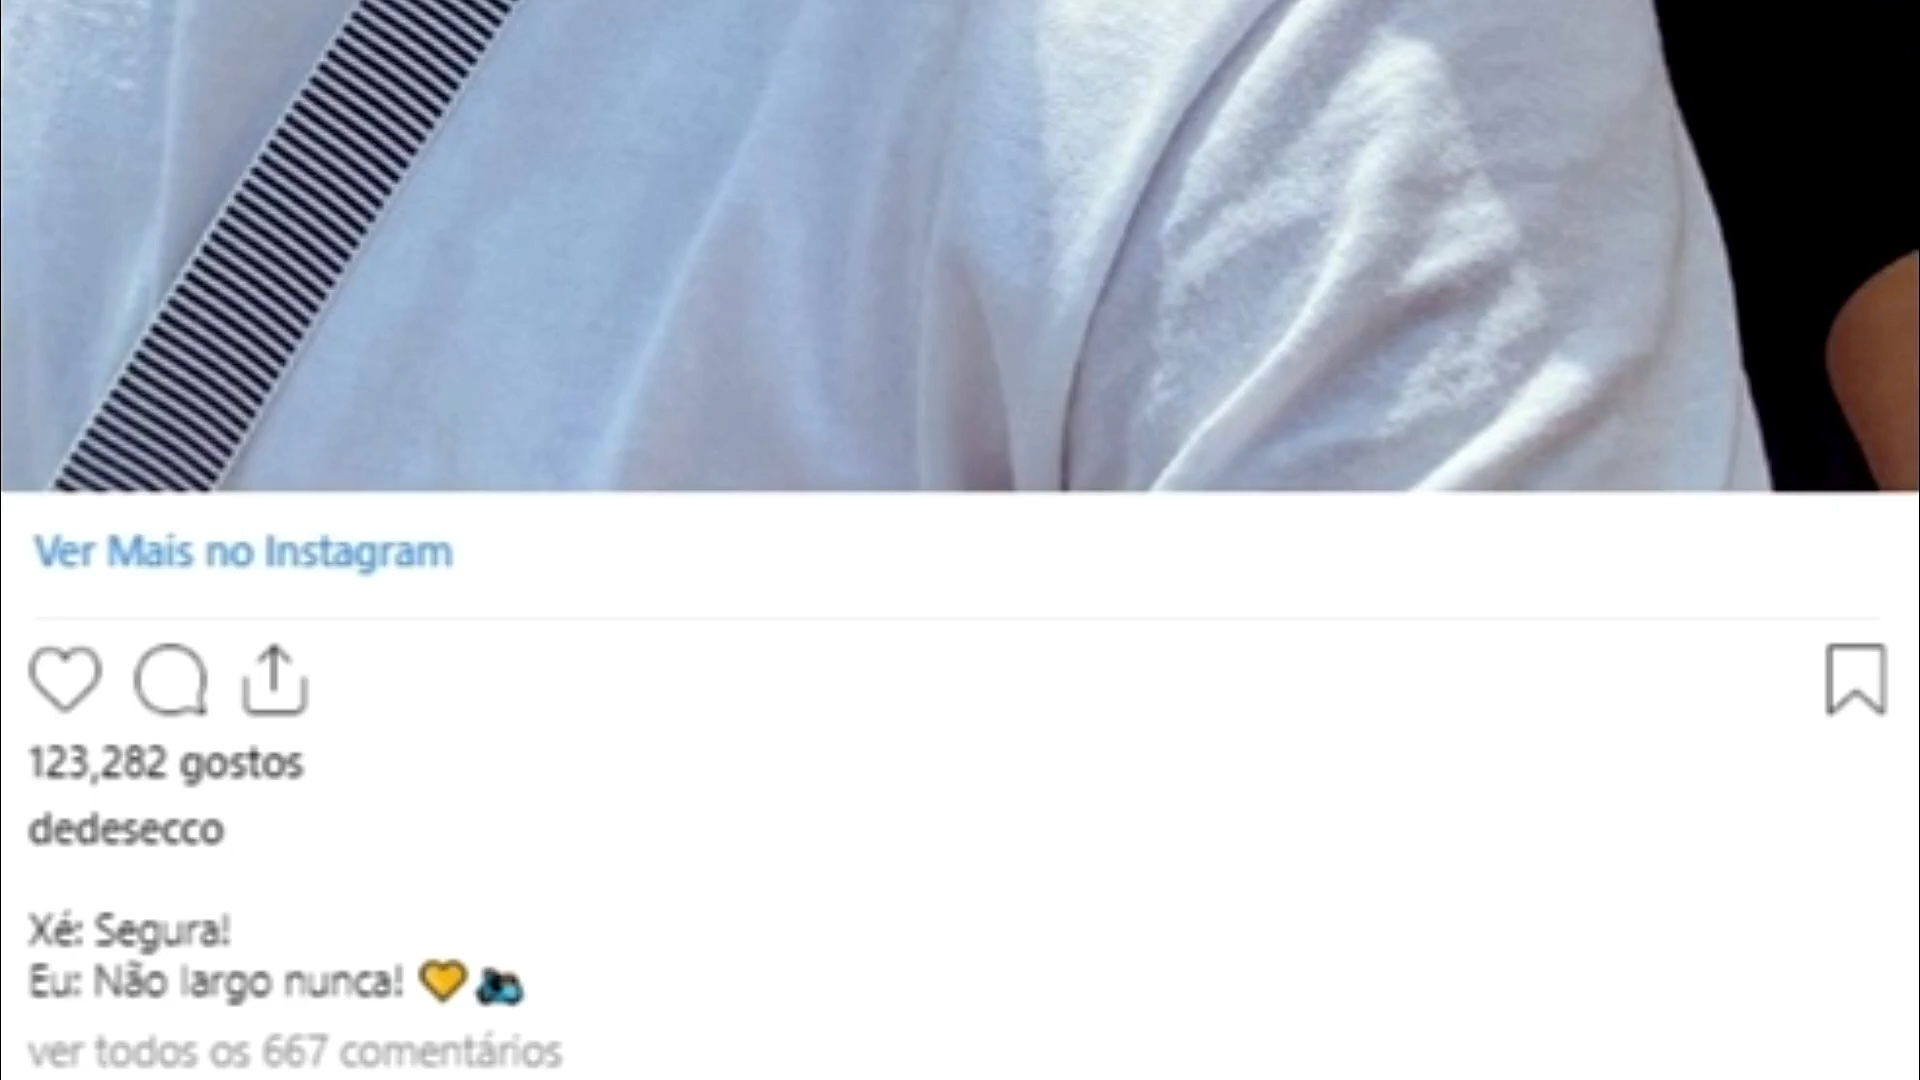 Ver Mais no Instagram
123,282 gostos
dedesecco
Xé: Segura!
Eu: Não largo nunca! 💛🛵
ver todos os 667 comentários